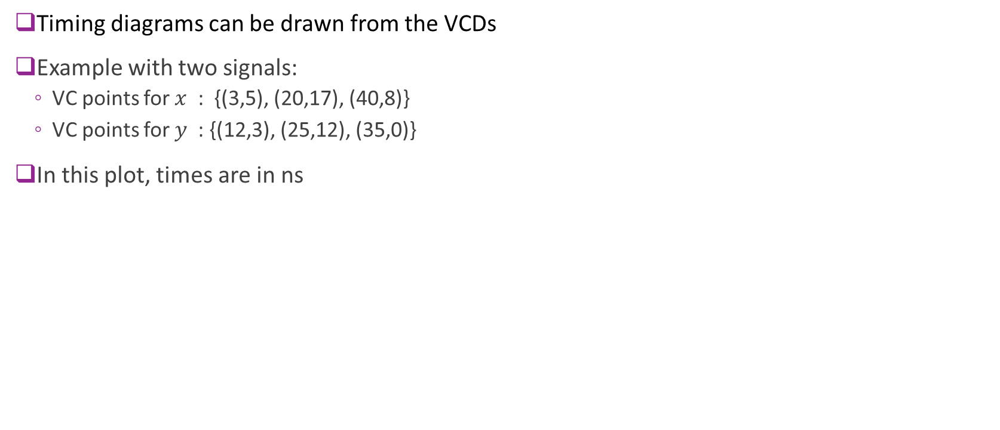 Timing diagrams can be drawn from the VCDs
Example with two signals:
VC points for x : {(3,5), (20,17), (40,8)}
VC points for y : {(12,3), (25,12), (35,0)}
In this plot, times are in ns